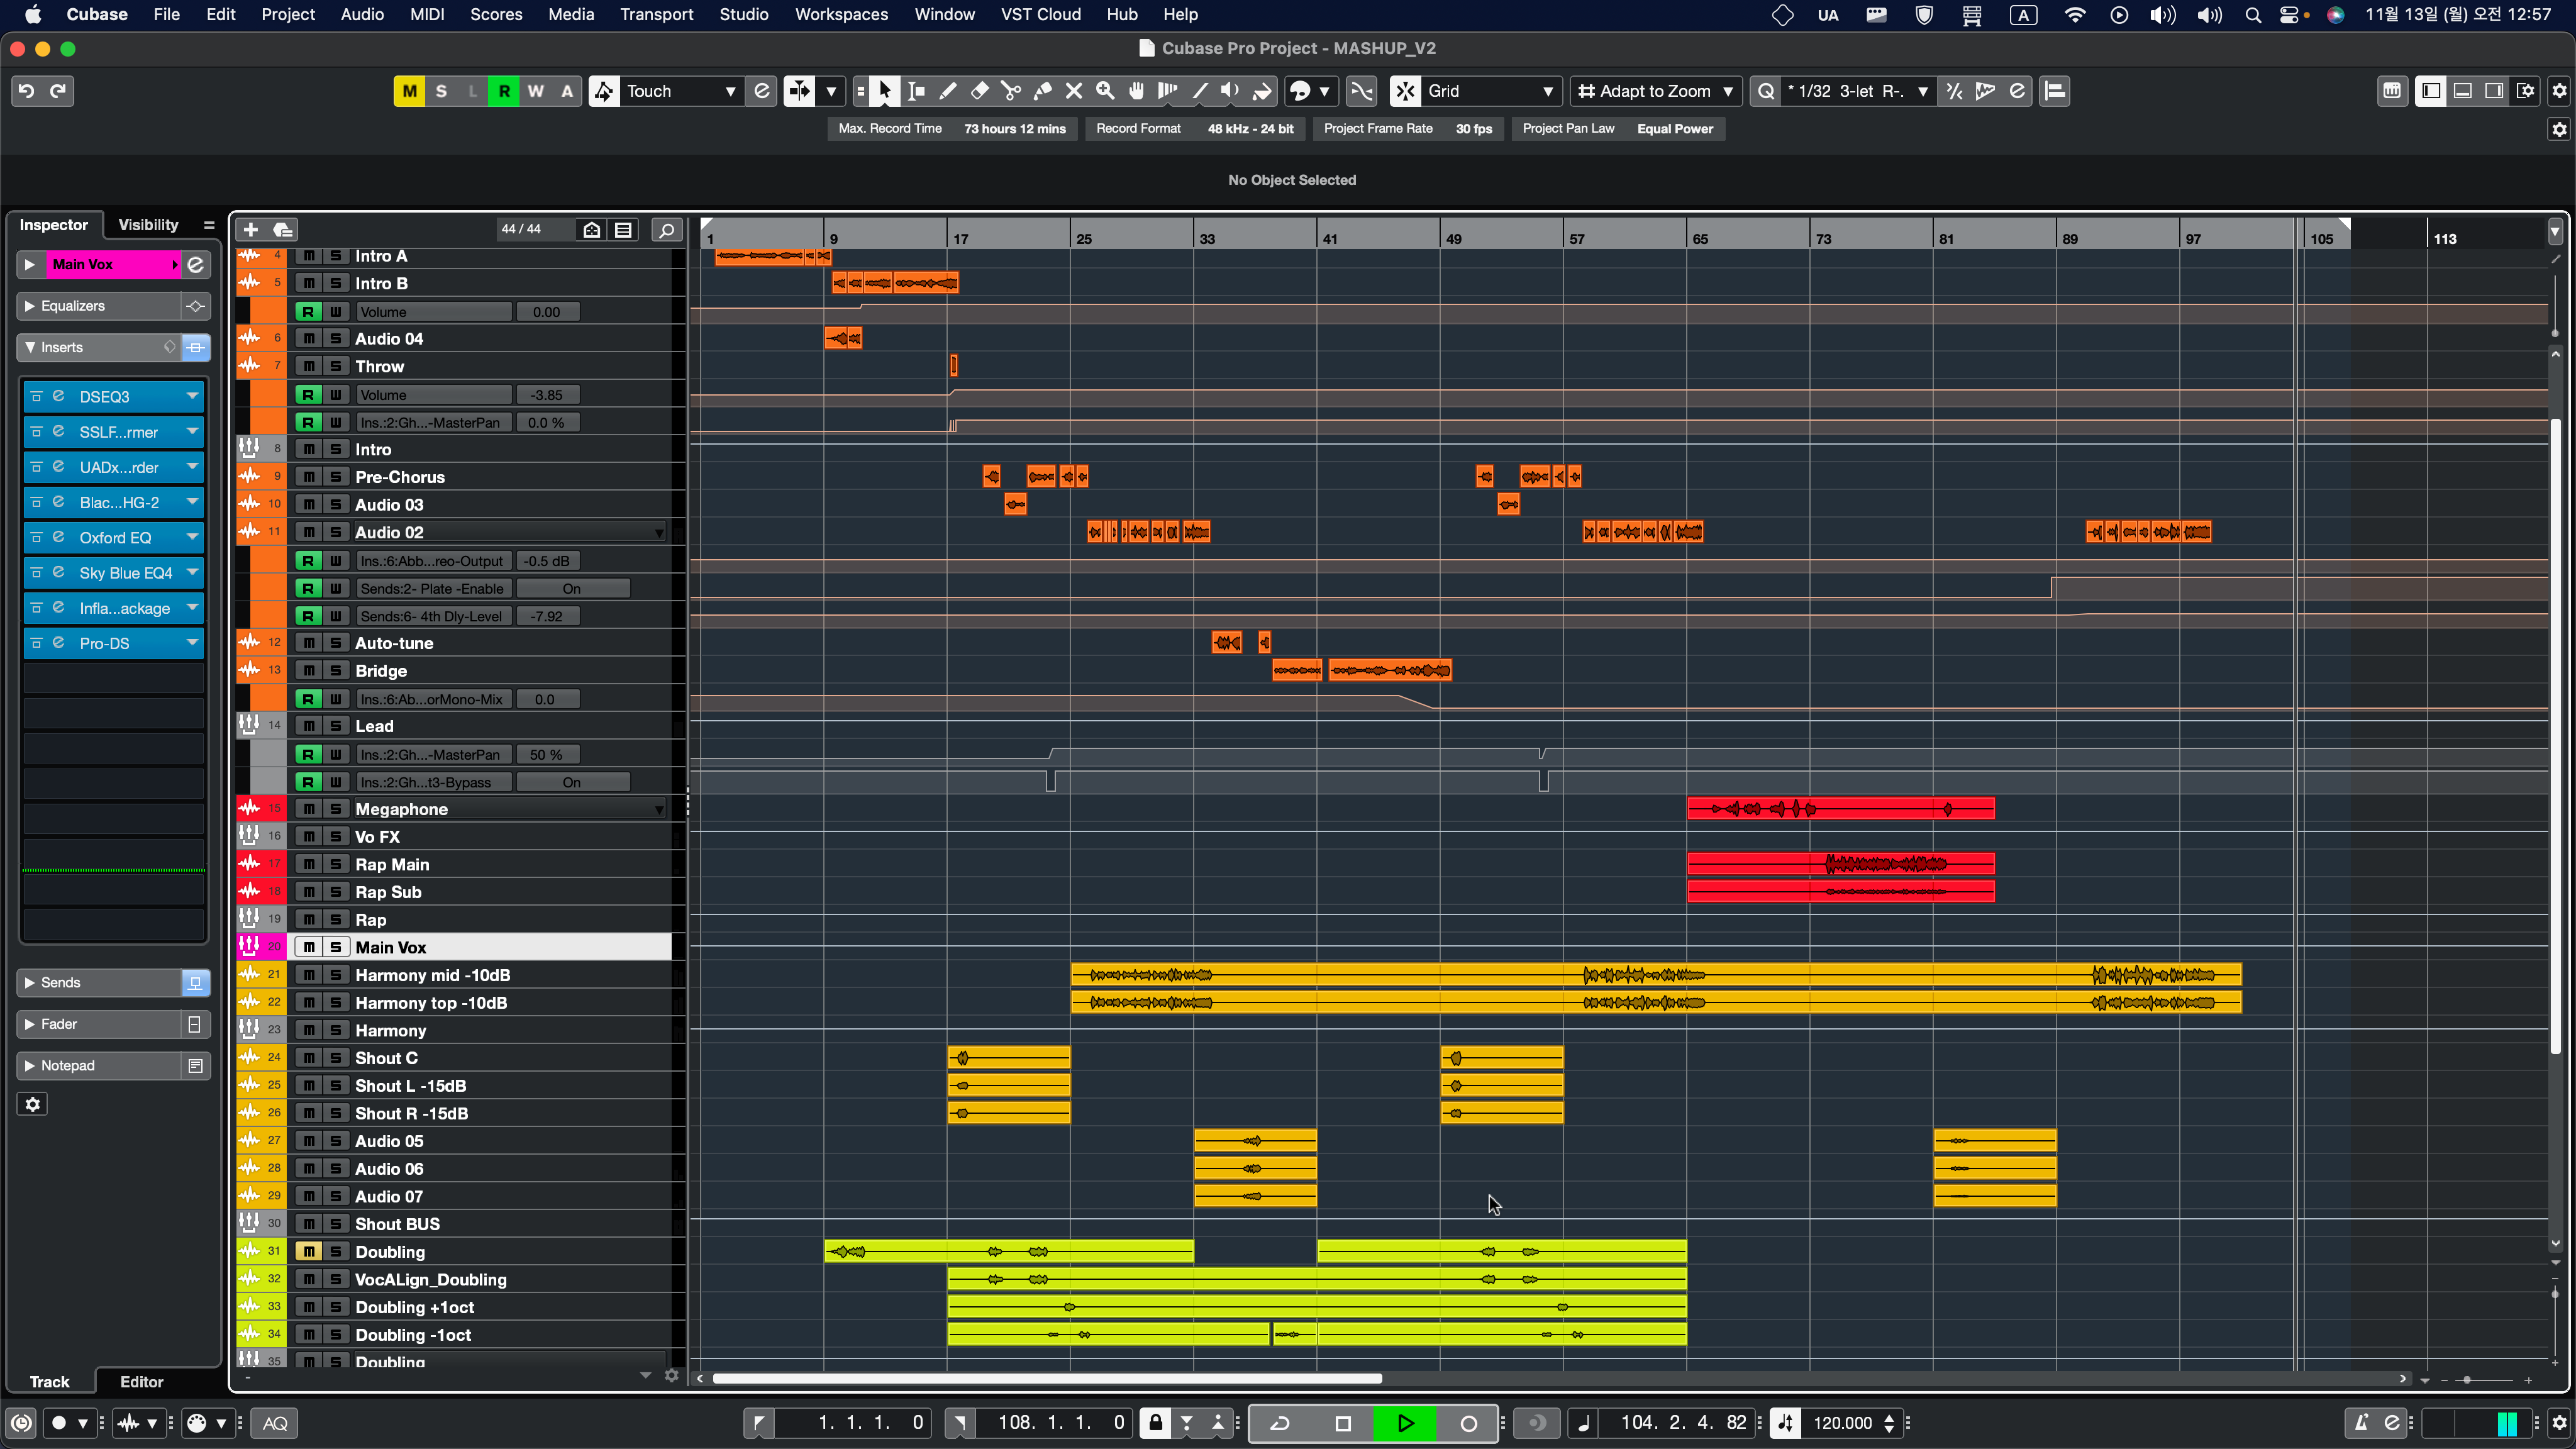 Cubase File Edit Project Audio MIDI Scores Media Transport Studio Workspaces Window VST Cloud Hub Help UA A 11월 13일 (월) 오전 12:57
Cubase Pro Project - MASHUP_V2
M S L R W A Touch Grid Adapt to Zoom Q * 1/32 3-let R-.
Max. Record Time 73 hours 12 mins Record Format 48 kHz - 24 bit Project Frame Rate 30 fps Project Pan Law Equal Power
No Object Selected
Inspector Visibility 44 / 44
1 9 17 25 33 41 49 57 65 73 81 89 97 105 113
Main Vox
Equalizers
Inserts
DSEQ3
SSLF...rmer
UADx...rder
Blac...HG-2
Oxford EQ
Sky Blue EQ4
Infla...ackage
Pro-DS
Sends
Fader
Notepad
Track Editor
4 m S Intro A
5 m S Intro B
R W Volume 0.00
6 m S Audio 04
7 m S Throw
R W Volume -3.85
R W Ins.:2:Gh...-MasterPan 0.0 %
8 m S Intro
9 m S Pre-Chorus
10 m S Audio 03
11 m S Audio 02
R W Ins.:6:Abb...reo-Output -0.5 dB
R W Sends:2- Plate -Enable On
R W Sends:6- 4th Dly-Level -7.92
12 m S Auto-tune
13 m S Bridge
R W Ins.:6:Ab...orMono-Mix 0.0
14 m S Lead
R W Ins.:2:Gh...-MasterPan 50 %
R W Ins.:2:Gh...t3-Bypass On
15 m S Megaphone
16 m S Vo FX
17 m S Rap Main
18 m S Rap Sub
19 m S Rap
20 m S Main Vox
21 m S Harmony mid -10dB
22 m S Harmony top -10dB
23 m S Harmony
24 m S Shout C
25 m S Shout L -15dB
26 m S Shout R -15dB
27 m S Audio 05
28 m S Audio 06
29 m S Audio 07
30 m S Shout BUS
31 m S Doubling
32 m S VocALign_Doubling
33 m S Doubling +1oct
34 m S Doubling -1oct
35 m S Doubling
AQ 1. 1. 1. 0 108. 1. 1. 0 104. 2. 4. 82 120.000